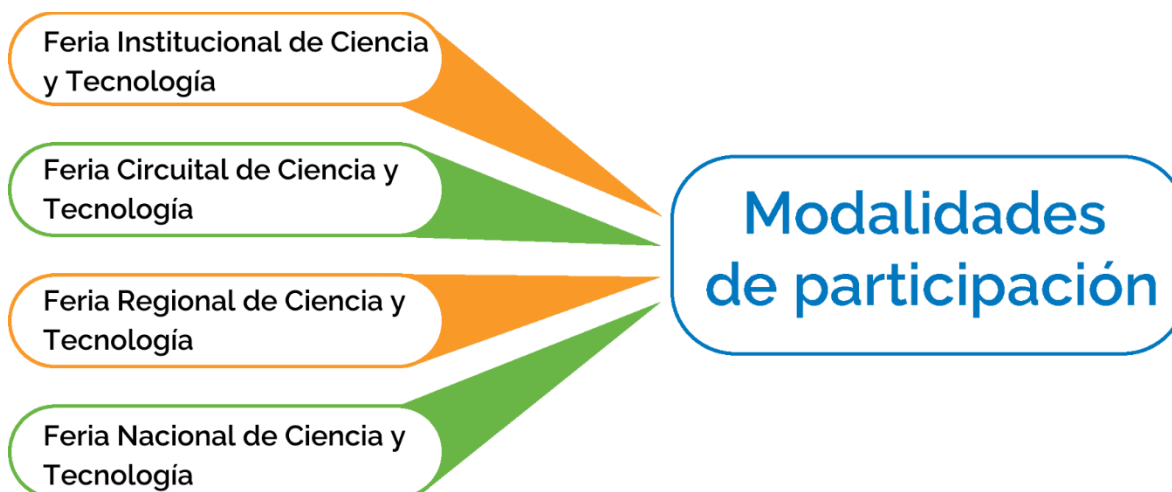 Feria Institucional de Ciencia
y Tecnología
Feria Circuital de Ciencia y
Tecnología
Feria Regional de Ciencia y
Tecnología
Feria Nacional de Ciencia y
Tecnología
Modalidades
de participación